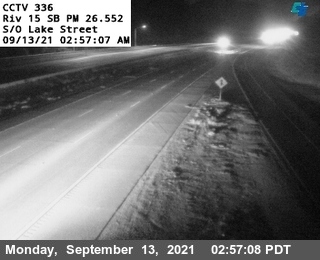 CCTV 336
Riv 15 SB PM 26.552
S/O Lake Street
09/13/21 02:57:07 AM
Monday, September 13, 2021 02:57:08 PDT